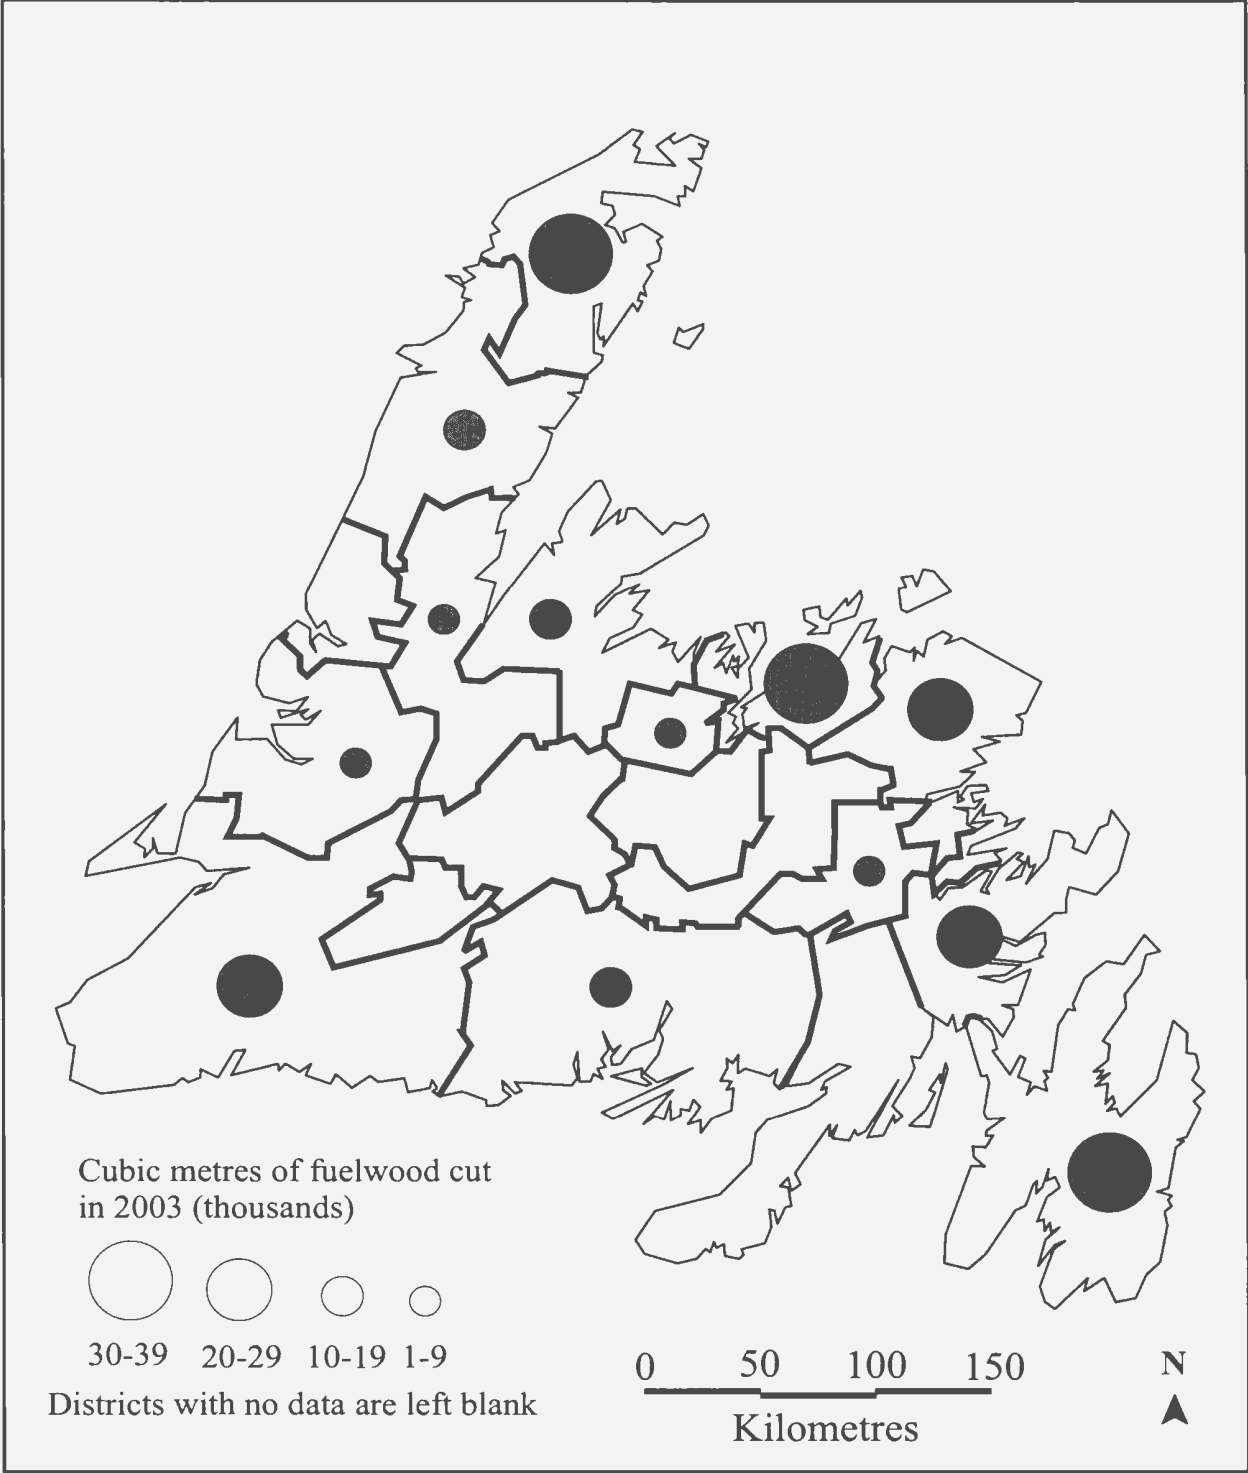 Cubic metres of fuelwood cut
in 2003 (thousands)
30-39 20-29 10-19 1-9
Districts with no data are left blank
0 50 100 150
Kilometres
N